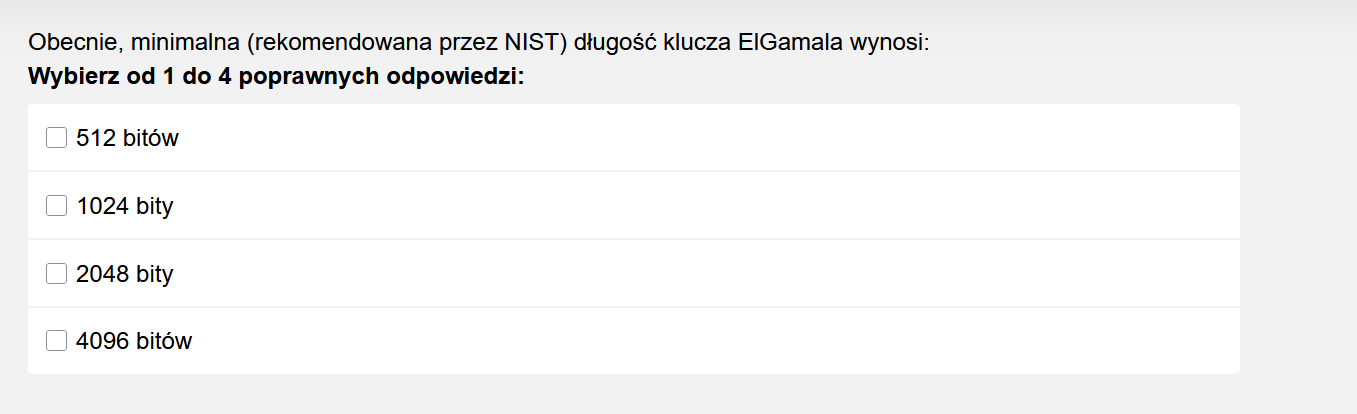 Obecnie, minimalna (rekomendowana przez NIST) długość klucza ElGamala wynosi:
Wybierz od 1 do 4 poprawnych odpowiedzi:
512 bitów
1024 bity
2048 bity
4096 bitów